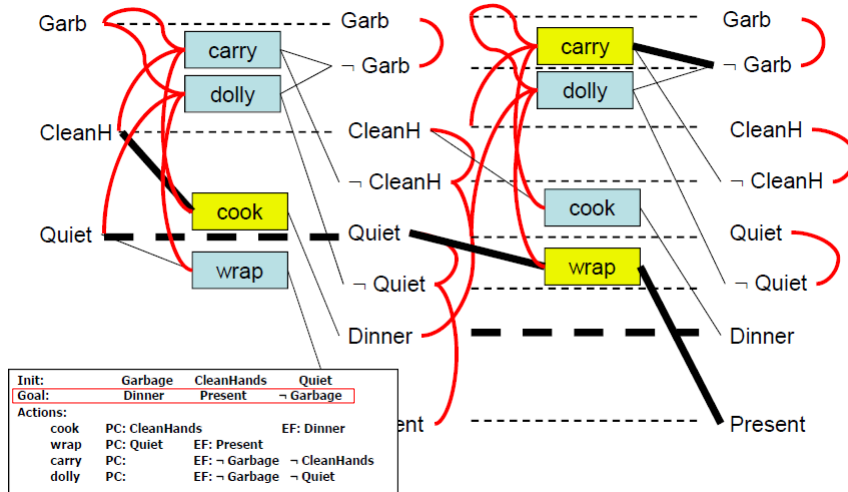 Garb
carry
dolly
CleanH
cook
Quiet
wrap
Garb
¬ Garb
CleanH
¬ CleanH
Quiet
¬ Quiet
Dinner
ent
carry
dolly
cook
wrap
Garb
¬ Garb
CleanH
¬ CleanH
Quiet
¬ Quiet
Dinner
Present
Init: Garbage CleanHands Quiet
Goal: Dinner Present ¬ Garbage
Actions:
cook PC: CleanHands EF: Dinner
wrap PC: Quiet EF: Present
carry PC: EF: ¬ Garbage ¬ CleanHands
dolly PC: EF: ¬ Garbage ¬ Quiet